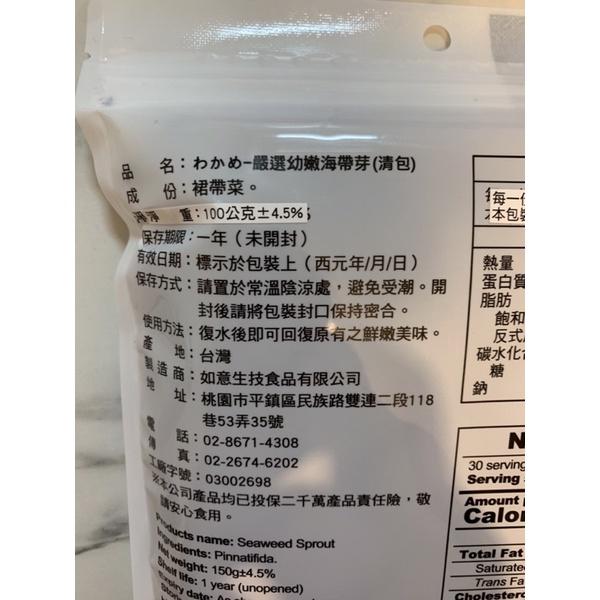 品　名：わかめ-嚴選幼嫩海帶芽(清包)
成　份：裙帶菜。
淨　重：100公克±4.5%
保存期限：一年（未開封）
有效日期：標示於包裝上（西元年/月/日）
保存方式：請置於常溫陰涼處，避免受潮。開
封後請將包裝封口保持密合。
使用方法：復水後即可回復原有之鮮嫩美味。
產　地：台灣
製造商：如意生技食品有限公司
地　址：桃園市平鎮區民族路雙連二段118
巷53弄35號
電　話：02-8671-4308
傳　真：02-2674-6202
工廠字號：03002698
※本公司產品均已投保二千萬產品責任險，敬
請安心食用。
Products name: Seaweed Sprout
Ingredients: Pinnatifida.
Net weight: 150g±4.5%
Shelf life: 1 year (unopened)
Expiry date: As
每一份
本包裝
熱量
蛋白質
脂肪
飽和
反式
碳水化合
糖
鈉
30 serving
Serving
Amount
Calor
Total Fat
Saturate
Trans Fa
Cholestero